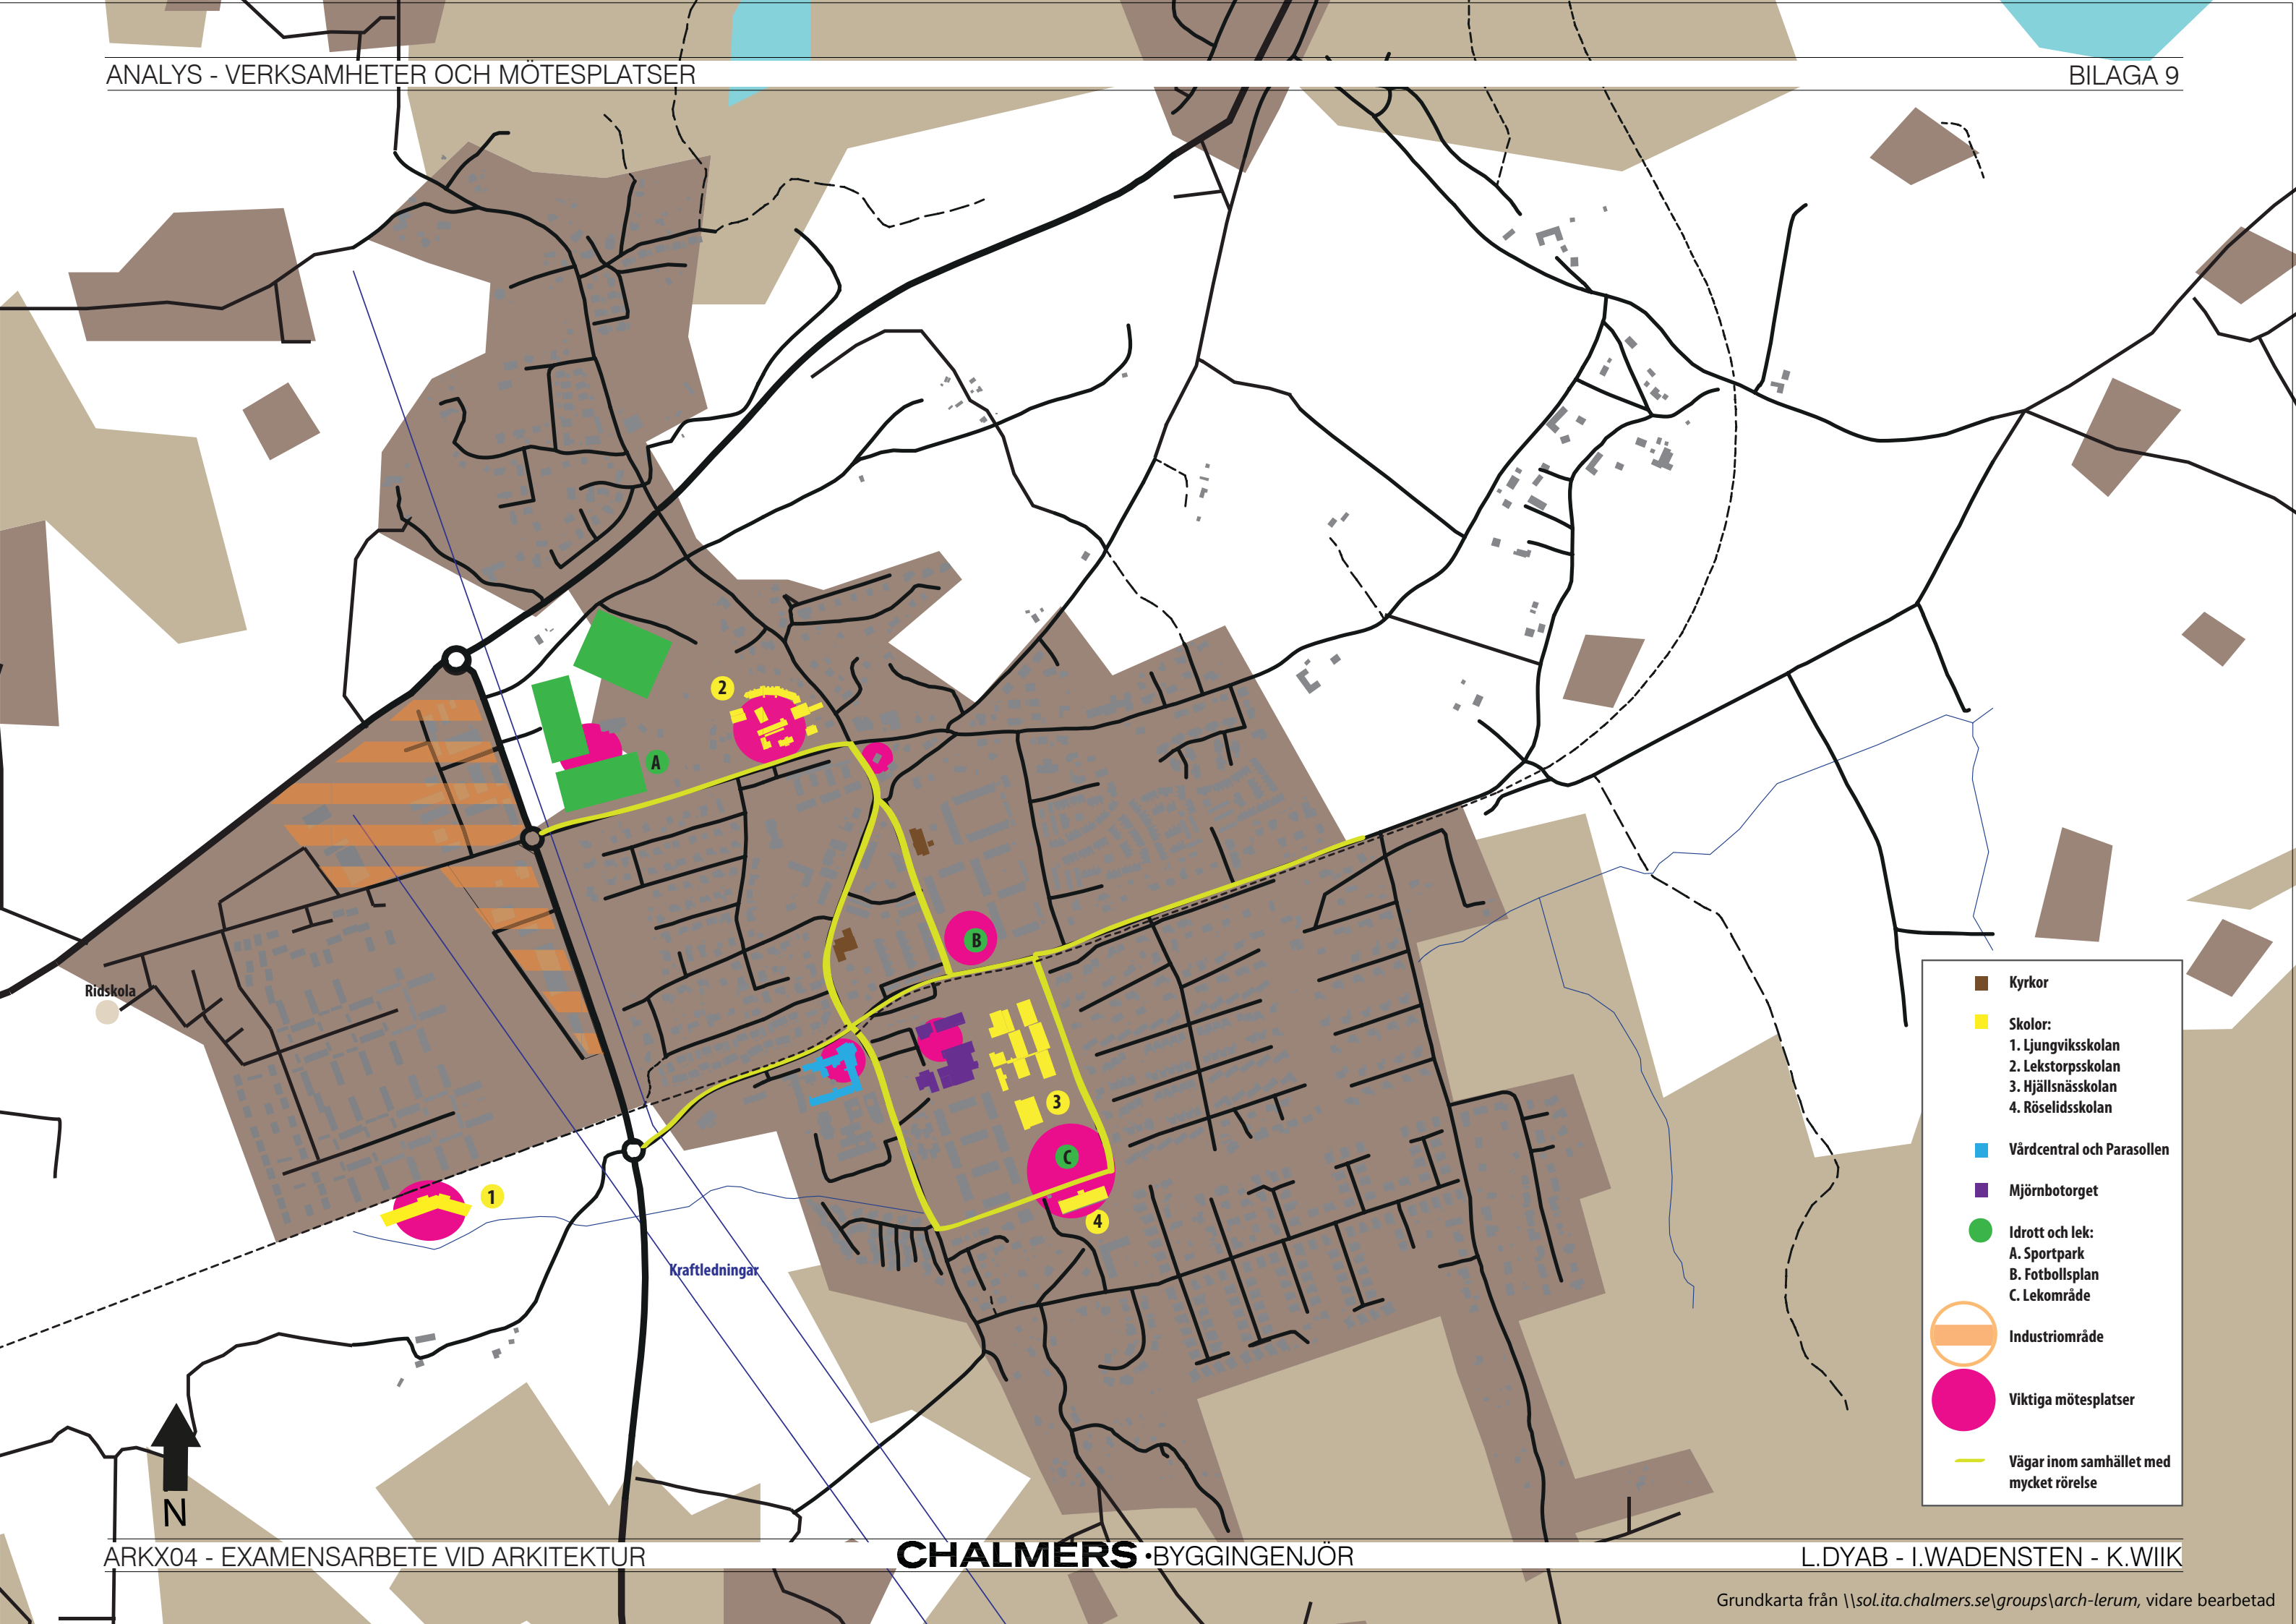 ANALYS - VERKSAMHETER OCH MÖTESPLATSER
BILAGA 9
2
A
B
Ridskola
3
C
1
4
Kraftledningar
Kyrkor
Skolor:
1. Ljungviksskolan
2. Lekstorpsskolan
3. Hjällsnässkolan
4. Röselidsskolan
Vårdcentral och Parasollen
Mjörnbotorget
Idrott och lek:
A. Sportpark
B. Fotbollsplan
C. Lekområde
Industriområde
Viktiga mötesplatser
Vägar inom samhället med
mycket rörelse
N
ARKX04 - EXAMENSARBETE VID ARKITEKTUR
CHALMERS •BYGGINGENJÖR
L.DYAB - I.WADENSTEN - K.WIIK
Grundkarta från \\sol.ita.chalmers.se\groups\arch-lerum, vidare bearbetad